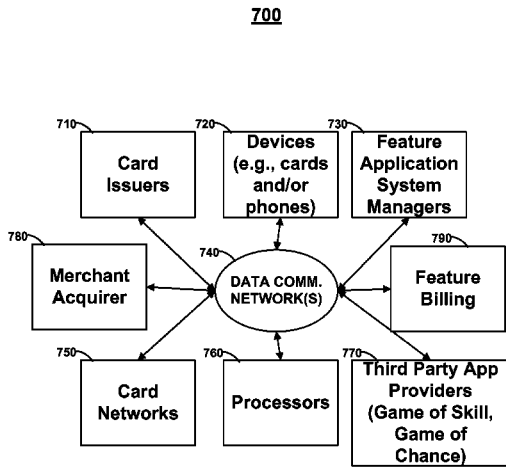 700
710
Card
Issuers
720
Devices
(e.g., cards
and/or
phones)
730
Feature
Application
System
Managers
780
Merchant
Acquirer
740
DATA COMM.
NETWORK(S)
790
Feature
Billing
750
Card
Networks
760
Processors
770
Third Party App
Providers
(Game of Skill,
Game of
Chance)